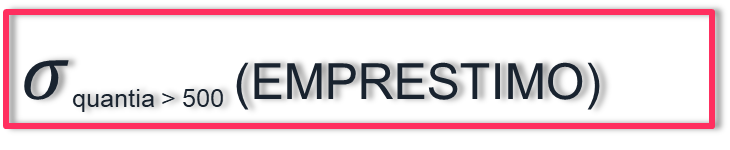 σ quantia > 500 (EMPRESTIMO)